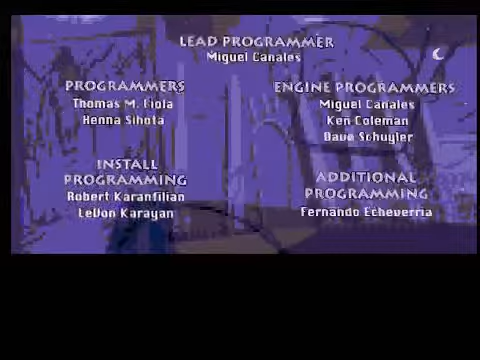 LEAD PROGRAMMER
Miguel Canales
PROGRAMMERS
Thomas M. Fiola
Henna Sihota
ENGINE PROGRAMMERS
Miguel Canales
Ken Coleman
Dave Schuyler
INSTALL
PROGRAMMING
Robert Karanfilian
LeVon Karayan
ADDITIONAL
PROGRAMMING
Fernando Echeverria